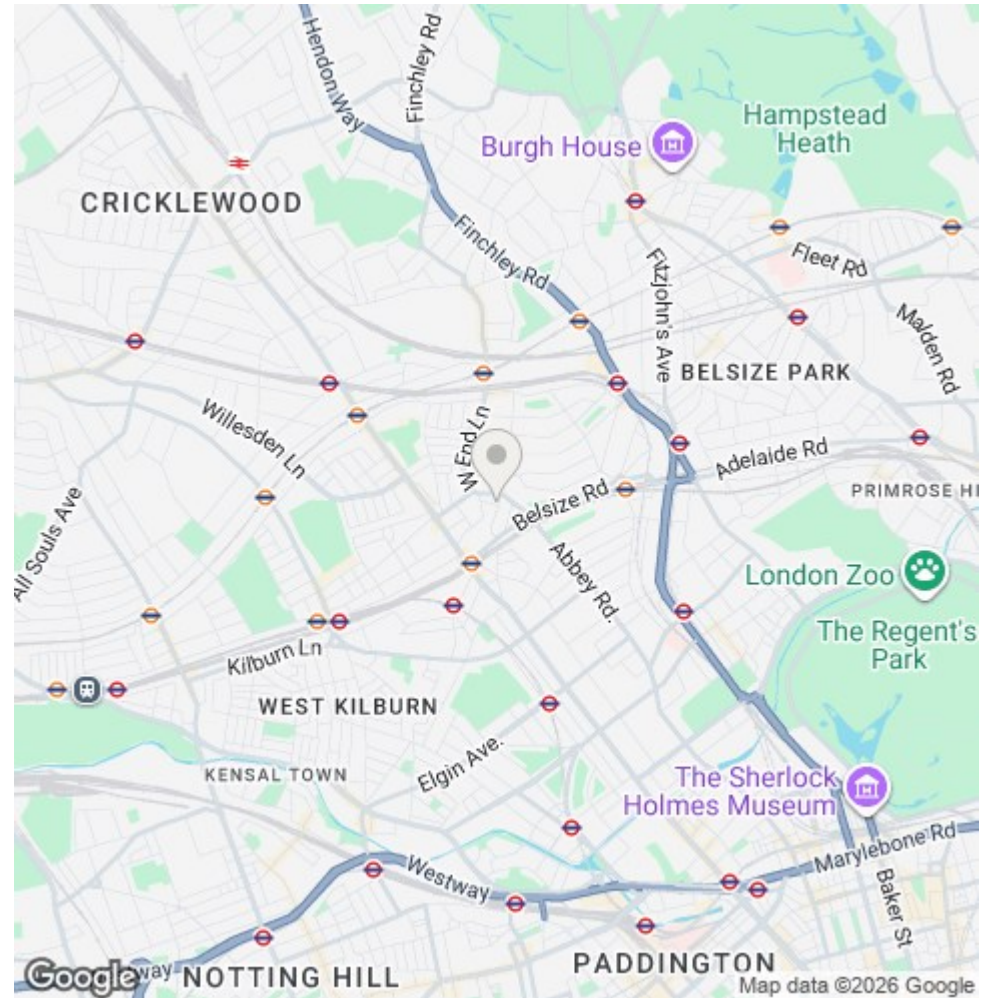 Hendon Way
Finchley Rd
Burgh House
Hampstead
Heath
CRICKLEWOOD
Finchley Rd
Fitzjohn's Ave
Fleet Rd
Malden Rd
BELSIZE PARK
Willesden Ln
W End Ln
Adelaide Rd
Belsize Rd
PRIMROSE HI
All Souls Ave
Abbey Rd.
London Zoo
The Regent's
Park
Kilburn Ln
WEST KILBURN
Elgin Ave.
KENSAL TOWN
The Sherlock
Holmes Museum
Marylebone Rd
Westway
Baker St
PADDINGTON
NOTTING HILL
way
Google
Map data ©2026 Google